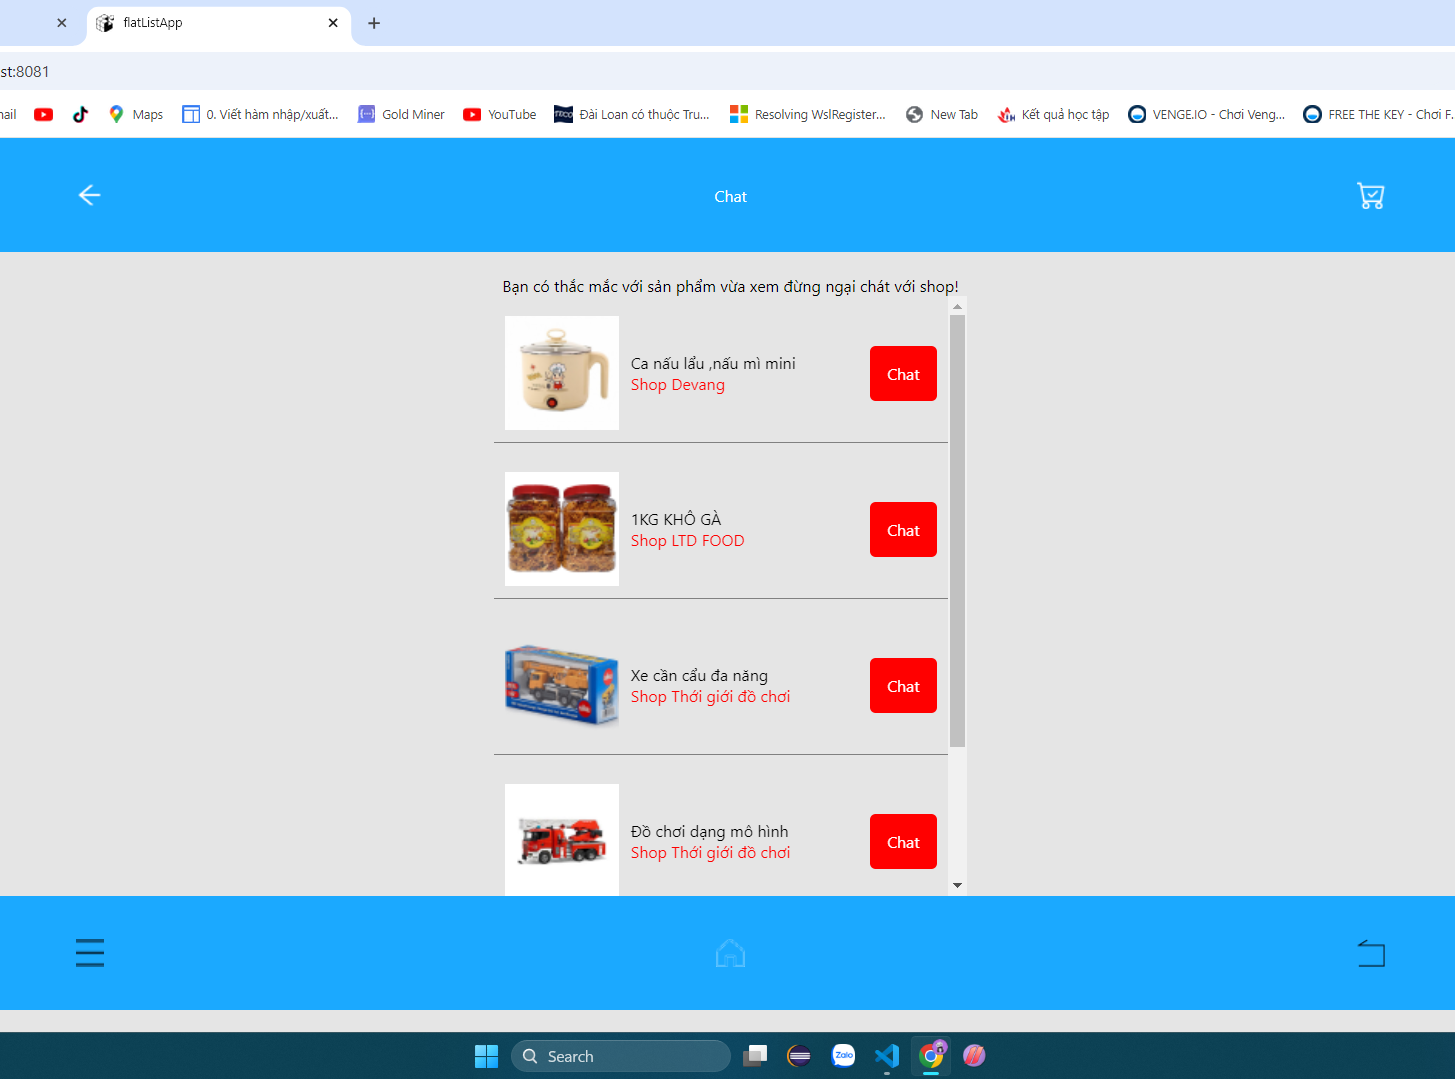 flatListApp
st:8081
nail
Maps
0. Viết hàm nhập/xuất...
Gold Miner
YouTube
Đài Loan có thuộc Tru...
Resolving WslRegister...
New Tab
Kết quả học tập
VENGE.IO - Chơi Veng...
FREE THE KEY - Chơi F.
Chat
Bạn có thắc mắc với sản phẩm vừa xem đừng ngại chát với shop!
Ca nấu lẩu ,nấu mì mini
Shop Devang
Chat
1KG KHÔ GÀ
Shop LTD FOOD
Chat
Xe cần cẩu đa năng
Shop Thới giới đồ chơi
Chat
Đồ chơi dạng mô hình
Shop Thới giới đồ chơi
Chat
Search
Zalo